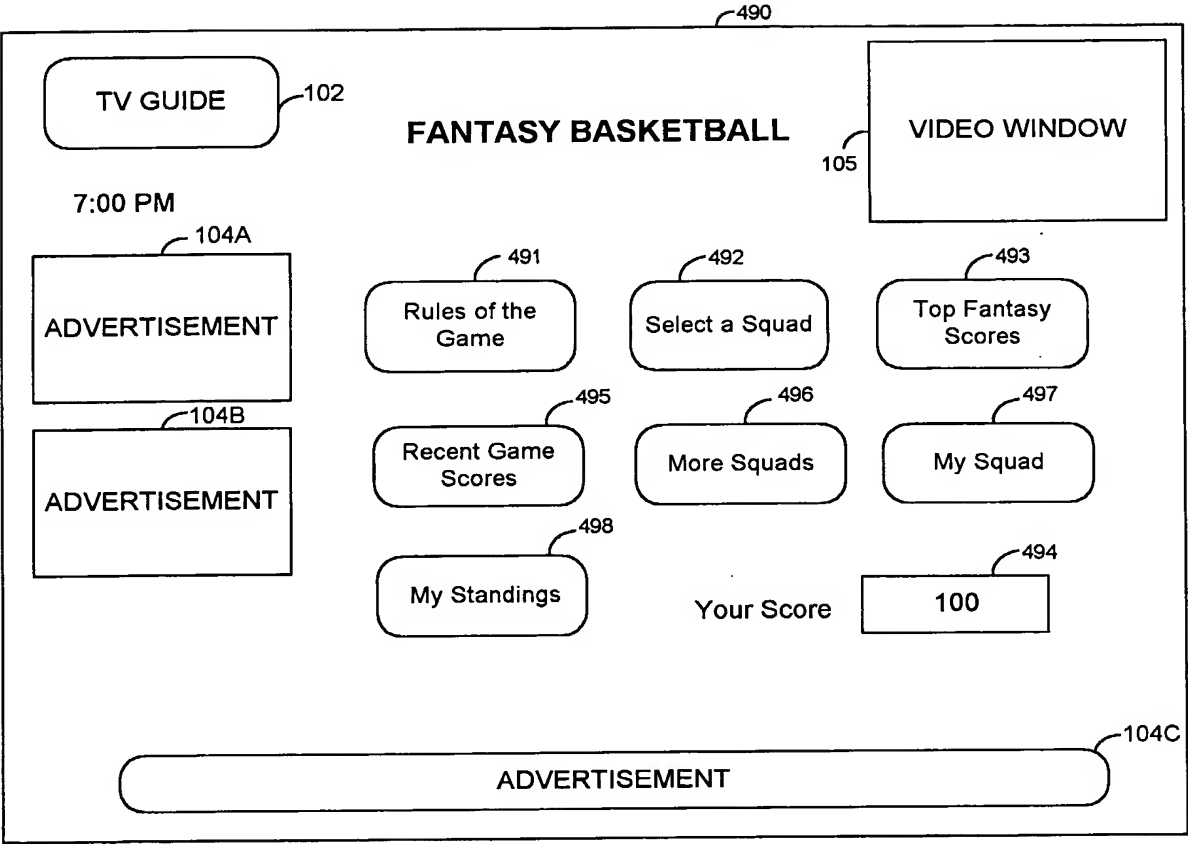 490
TV GUIDE
102
FANTASY BASKETBALL
105
VIDEO WINDOW
7:00 PM
104A
ADVERTISEMENT
491
Rules of the
Game
492
Select a Squad
493
Top Fantasy
Scores
104B
ADVERTISEMENT
495
Recent Game
Scores
496
More Squads
497
My Squad
498
My Standings
Your Score
494
100
104C
ADVERTISEMENT